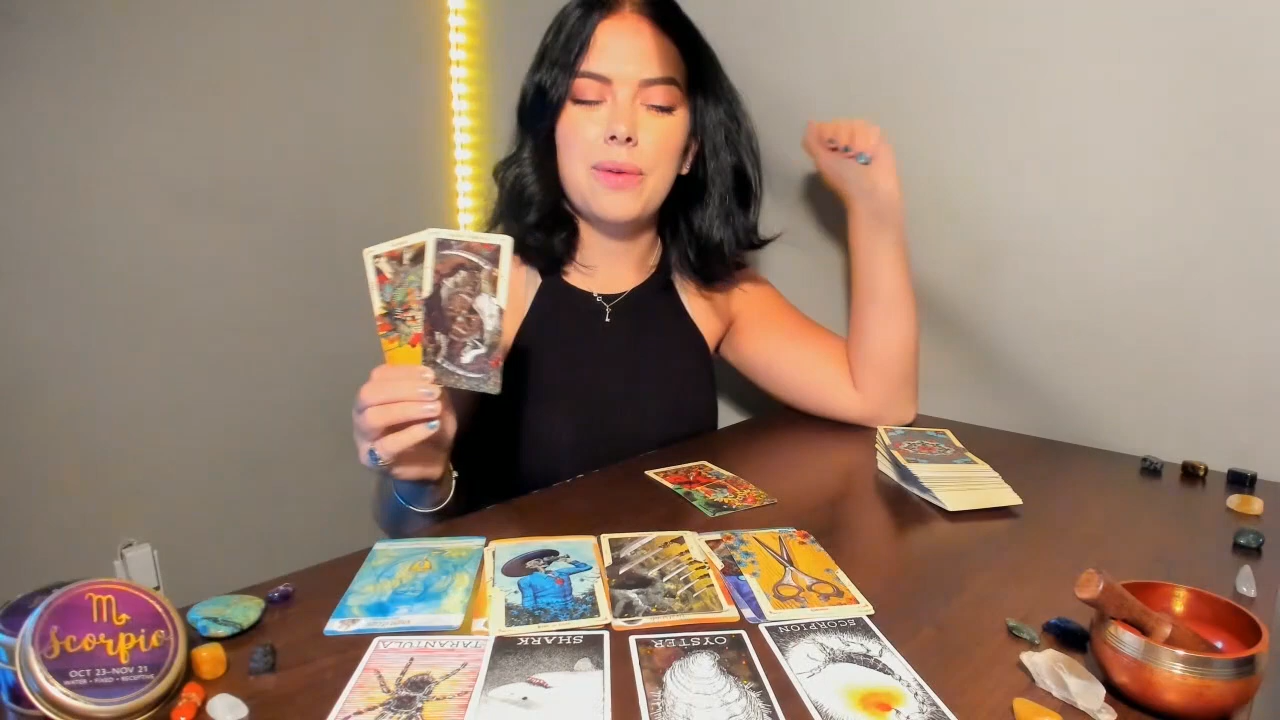 ♏
Scorpio
OCT 23-NOV 21
WATER • FIXED • RECEPTIVE
TARANTULA
SHARK
OYSTER
SCORPION